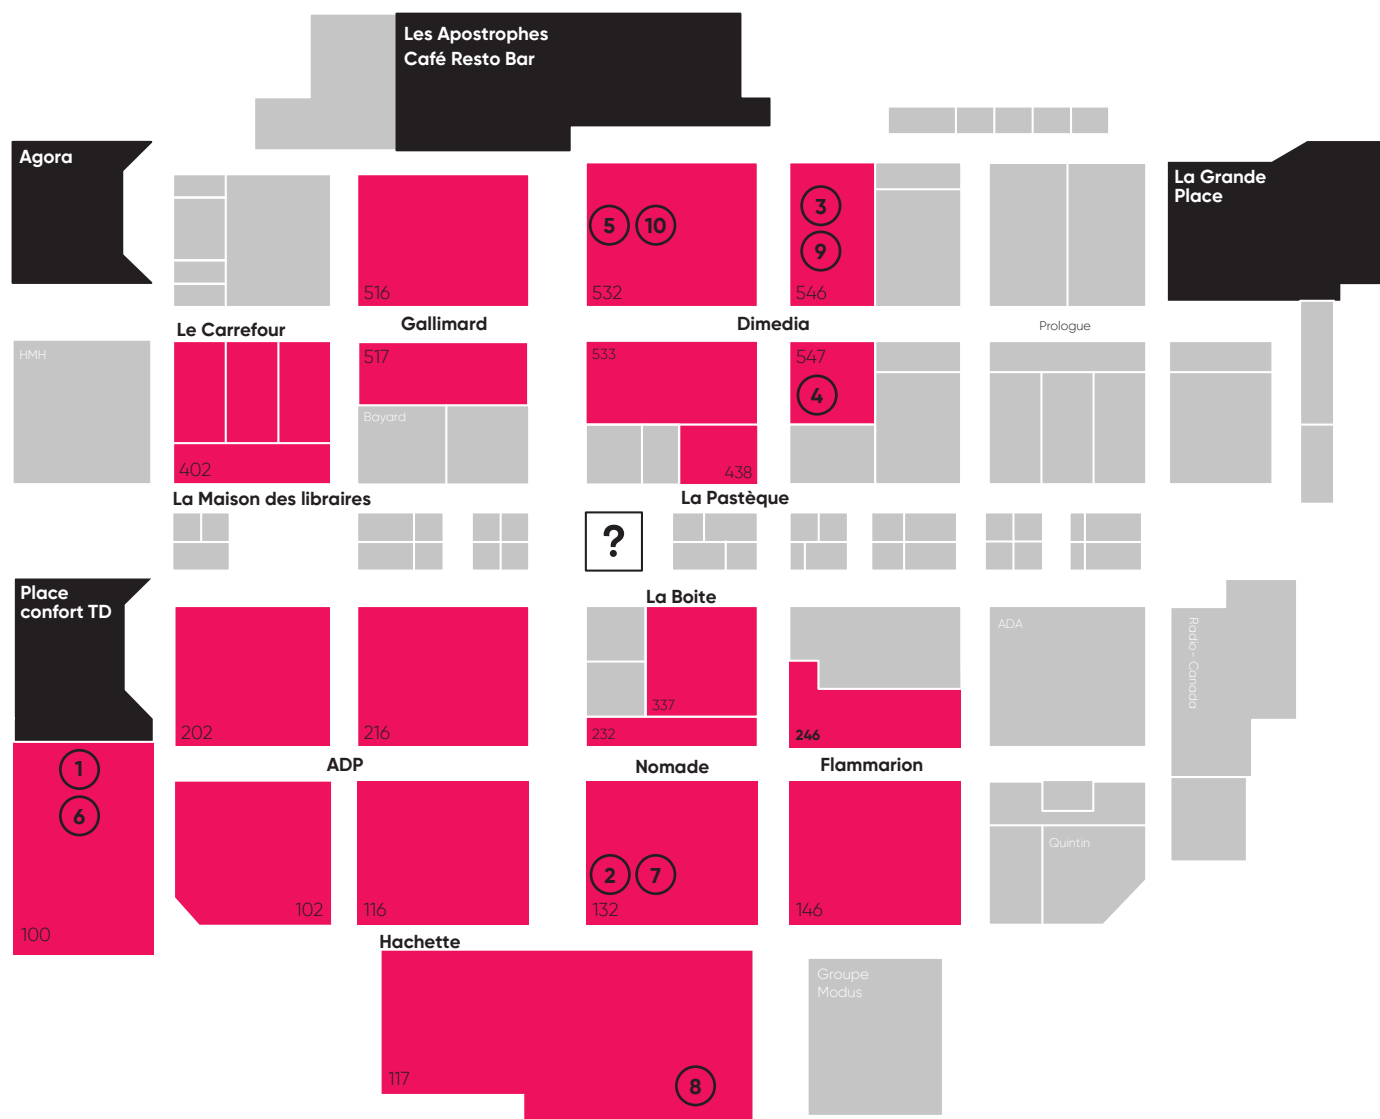 Les Apostrophes
Café Resto Bar
Agora
La Grande
Place
3
5 10
9
516
532
546
Le Carrefour
Gallimard
Dimedia
Prologue
HMH
517
533
547
4
Bayard
402
438
La Maison des libraires
La Pastèque
?
Place
confort TD
La Boite
ADA
Radio-Canada
202
216
337
232
246
1
ADP
Nomade
Flammarion
6
Quintin
2 7
100
102
116
132
146
Hachette
Groupe
Modus
117
8